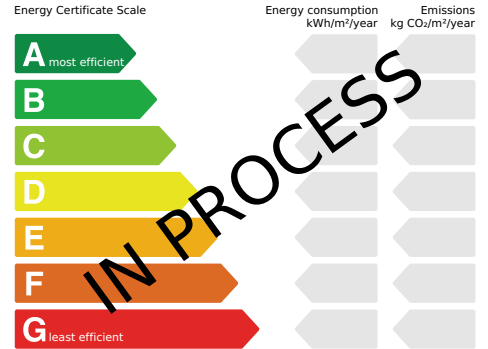 Energy Certificate Scale
Energy consumption
kWh/m²/year
Emissions
kg CO₂/m²/year
A most efficient
B
C
D
E
F
G least efficient
IN PROCESS